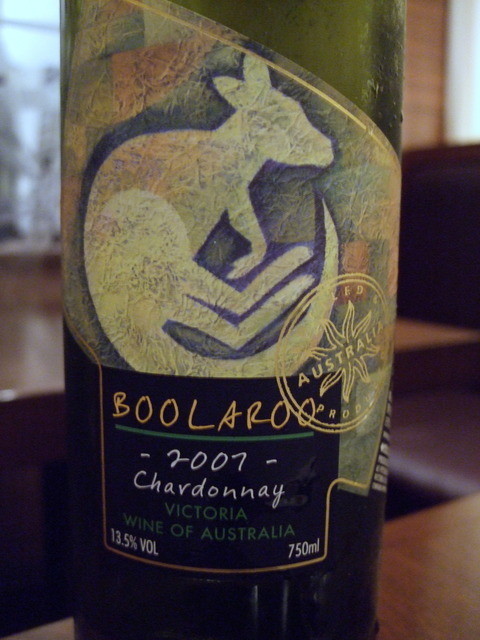 BOOLAROO
- 2007 -
Chardonnay
VICTORIA
WINE OF AUSTRALIA
13.5% VOL
750ml
AUSTRALIA